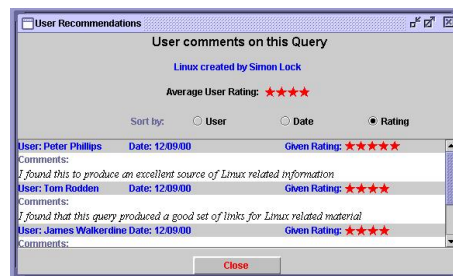 User Recommendations
User comments on this Query
Linux created by Simon Lock
Average User Rating:
Sort by: User Date Rating
User: Peter Phillips Date: 12/09/00 Given Rating:
Comments:
I found this to produce an excellent source of Linux related information
User: Tom Rodden Date: 12/09/00 Given Rating:
Comments:
I found that this query produced a good set of links for Linux related material
User: James Walkerdine Date: 12/09/00 Given Rating:
Comments:
Close